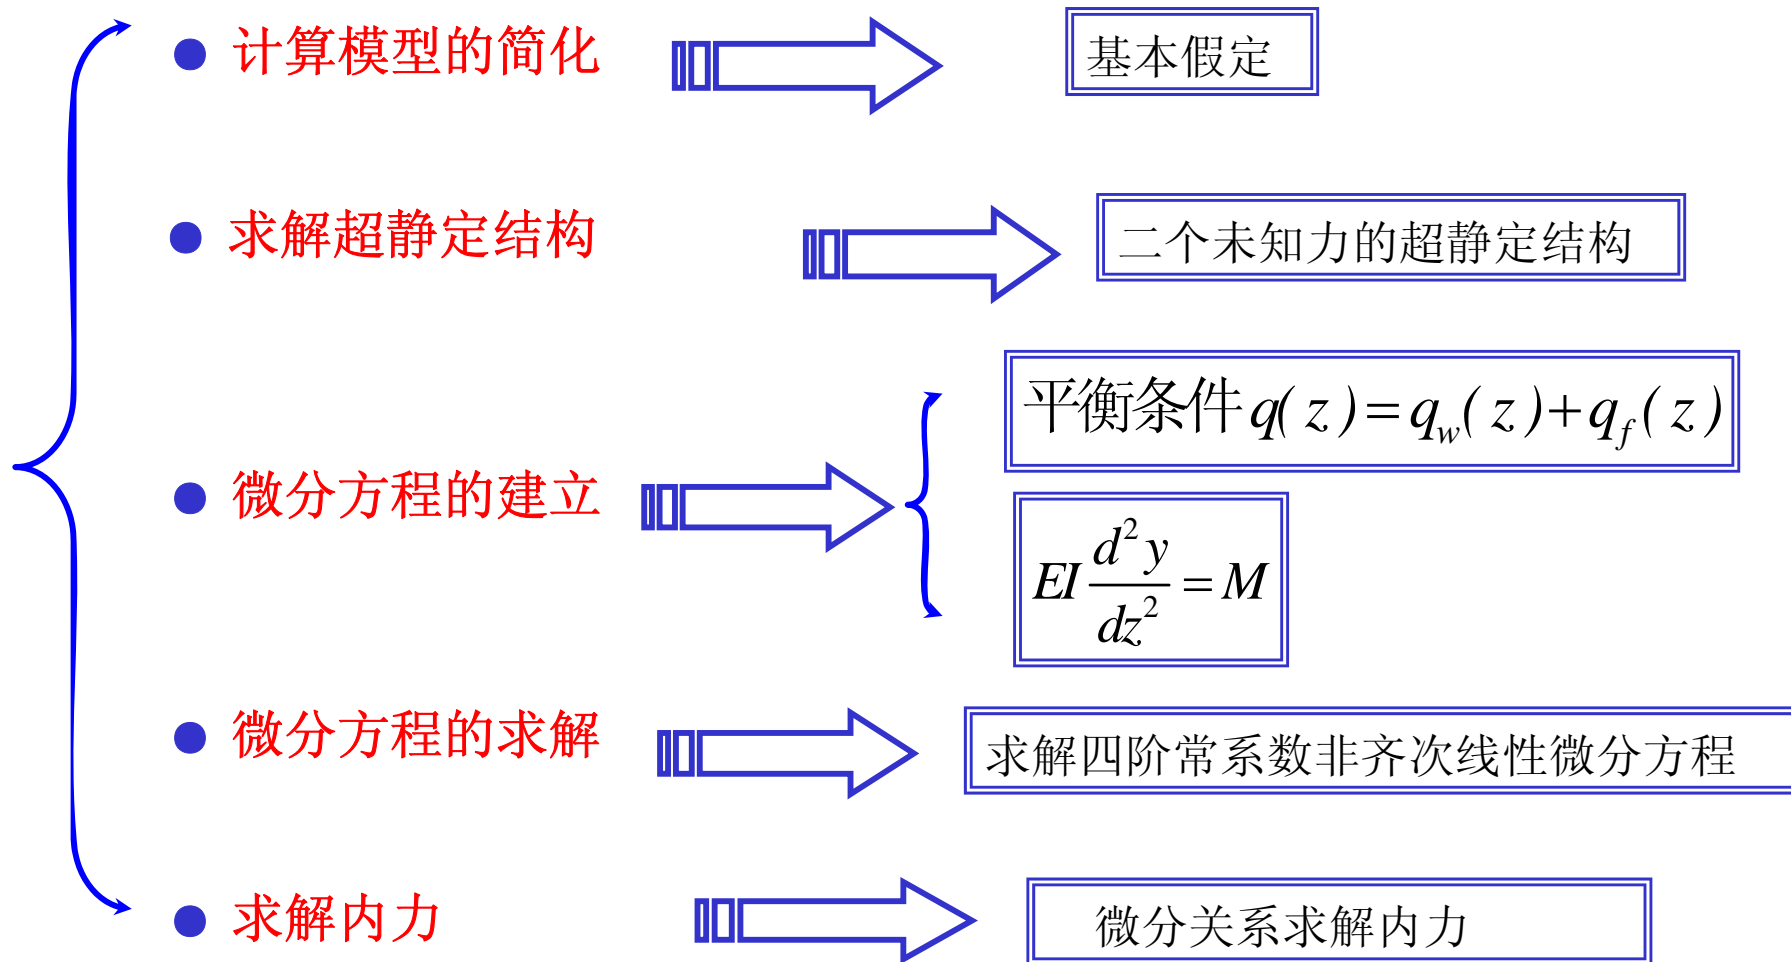 计算模型的简化
基本假定
求解超静定结构
二个未知力的超静定结构
微分方程的建立
平衡条件 q(z)=q_w(z)+q_f(z)
EI d²y/dz² = M
微分方程的求解
求解四阶常系数非齐次线性微分方程
求解内力
微分关系求解内力